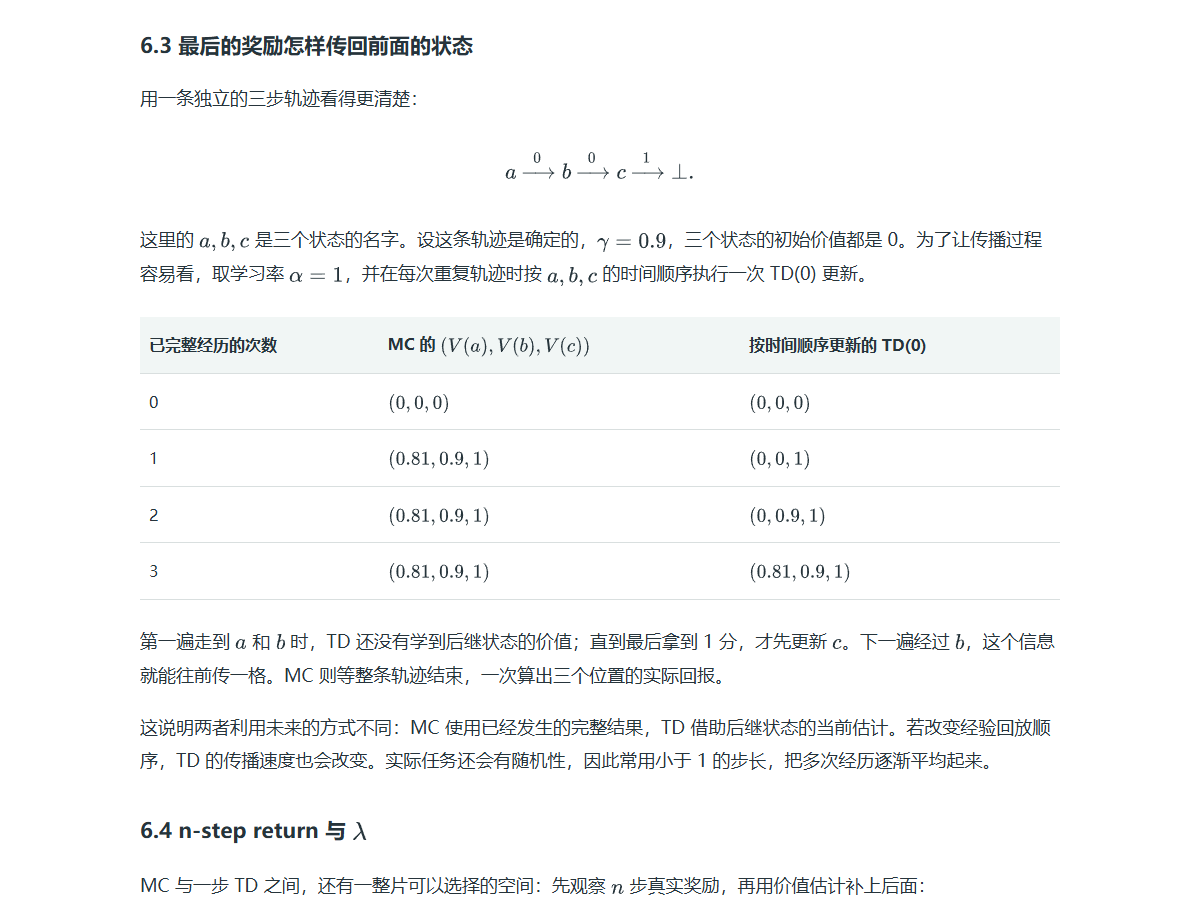 6.3 最后的奖励怎样传回前面的状态
用一条独立的三步轨迹看得更清楚：
a \xrightarrow{0} b \xrightarrow{0} c \xrightarrow{1} ⊥.
这里的 a, b, c 是三个状态的名字。设这条轨迹是确定的，γ = 0.9，三个状态的初始价值都是 0。为了让传播过程
容易看，取学习率 α = 1，并在每次重复轨迹时按 a, b, c 的时间顺序执行一次 TD(0) 更新。
已完整经历的次数 MC 的 (V(a), V(b), V(c)) 按时间顺序更新的 TD(0)
0 (0, 0, 0) (0, 0, 0)
1 (0.81, 0.9, 1) (0, 0, 1)
2 (0.81, 0.9, 1) (0, 0.9, 1)
3 (0.81, 0.9, 1) (0.81, 0.9, 1)
第一遍走到 a 和 b 时，TD 还没有学到后继状态的价值；直到最后拿到 1 分，才先更新 c。下一遍经过 b，这个信息
就能往前传一格。MC 则等整条轨迹结束，一次算出三个位置的实际回报。
这说明两者利用未来的方式不同：MC 使用已经发生的完整结果，TD 借助后继状态的当前估计。若改变经验回放顺
序，TD 的传播速度也会改变。实际任务还会有随机性，因此常用小于 1 的步长，把多次经历逐渐平均起来。
6.4 n-step return 与 λ
MC 与一步 TD 之间，还有一整片可以选择的空间：先观察 n 步真实奖励，再用价值估计补上后面：